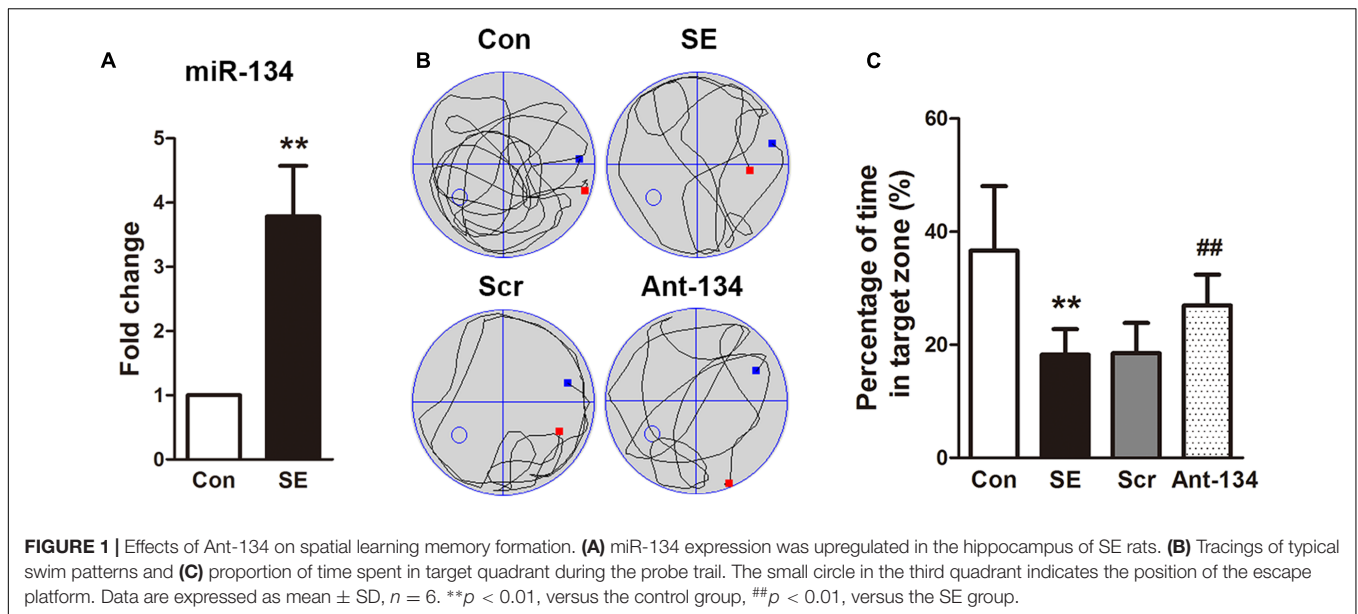 A
miR-134
Fold change
5
4
3
2
1
0
**
Con
SE
B
Con
SE
Scr
Ant-134
C
Percentage of time
in target zone (%)
60
40
20
0
**
##
Con
SE
Scr
Ant-134
FIGURE 1 | Effects of Ant-134 on spatial learning memory formation. (A) miR-134 expression was upregulated in the hippocampus of SE rats. (B) Tracings of typical
swim patterns and (C) proportion of time spent in target quadrant during the probe trail. The small circle in the third quadrant indicates the position of the escape
platform. Data are expressed as mean ± SD, n = 6. **p < 0.01, versus the control group, ##p < 0.01, versus the SE group.